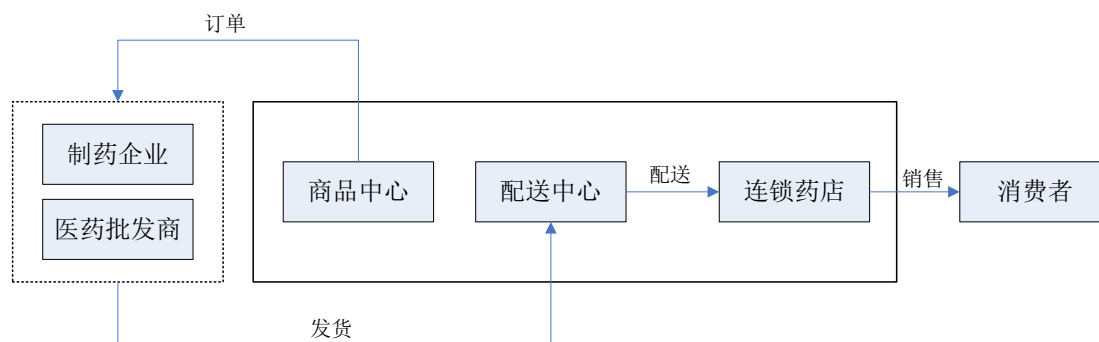 订单
制药企业
医药批发商
商品中心
配送中心
配送
连锁药店
销售
消费者
发货